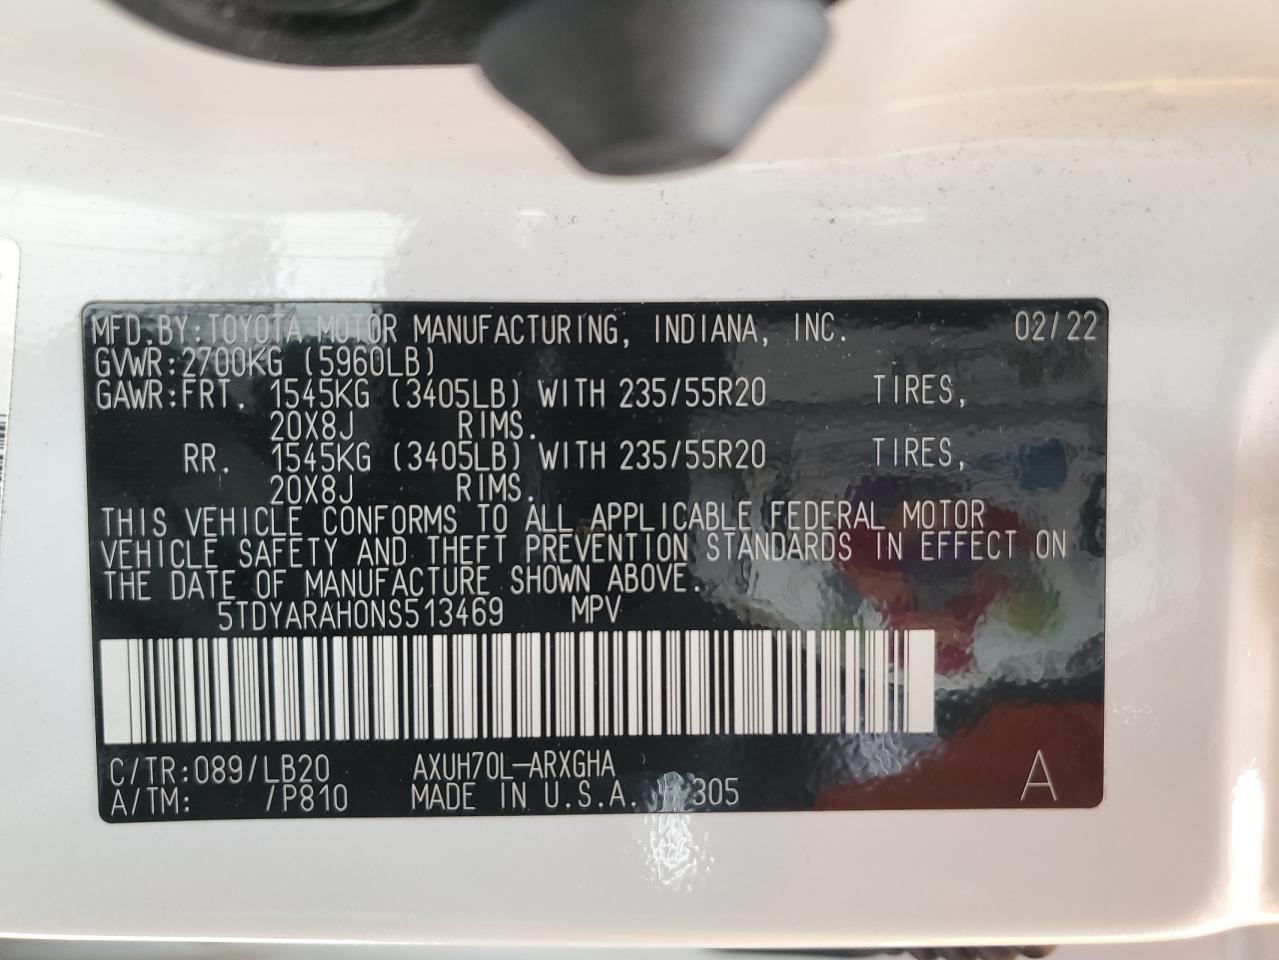 MFD.BY:TOYOTA MOTOR MANUFACTURING, INDIANA, INC. 02/22
GVWR:2700KG (5960LB)
GAWR:FRT. 1545KG (3405LB) WITH 235/55R20 TIRES,
20X8J RIMS.
RR. 1545KG (3405LB) WITH 235/55R20 TIRES,
20X8J RIMS.
THIS VEHICLE CONFORMS TO ALL APPLICABLE FEDERAL MOTOR
VEHICLE SAFETY AND THEFT PREVENTION STANDARDS IN EFFECT ON
THE DATE OF MANUFACTURE SHOWN ABOVE.
5TDYARAH0NS513469 MPV
C/TR:089/LB20 AXUH70L-ARXGHA
A/TM: /P810 MADE IN U.S.A. A